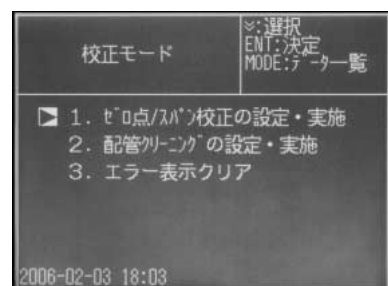 校正モード
≫:選択
ENT:決定
MODE:ﾃﾞｰﾀ一覧
▶ 1. ｾﾞﾛ点/ｽﾊﾟﾝ校正の設定・実施
2. 配管ｸﾘｰﾆﾝｸﾞの設定・実施
3. エラー表示クリア
2006-02-03 18:03